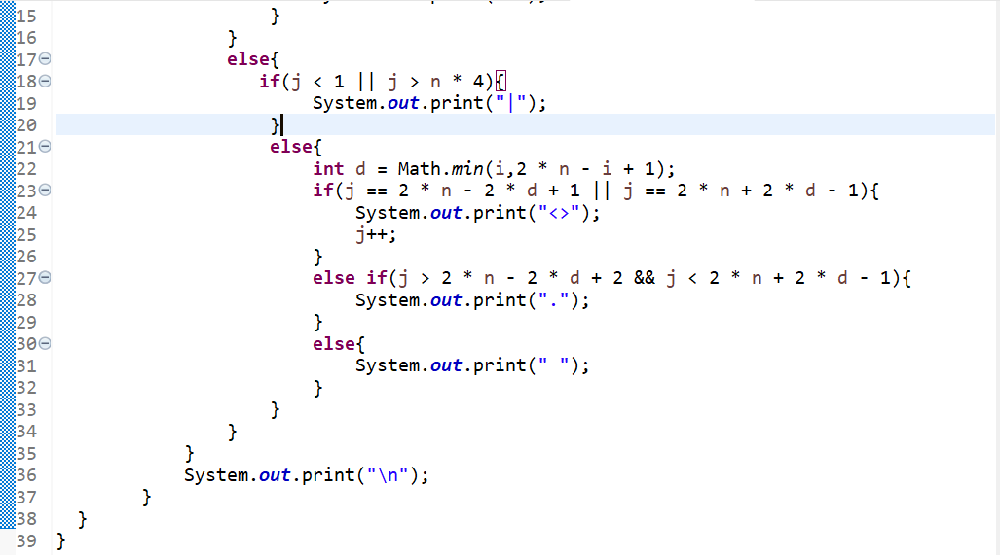 15 }
16 }
17 else{
18 if(j < 1 || j > n * 4){
19 System.out.print("|");
20 }
21 else{
22 int d = Math.min(i,2 * n - i + 1);
23 if(j == 2 * n - 2 * d + 1 || j == 2 * n + 2 * d - 1){
24 System.out.print("<>");
25 j++;
26 }
27 else if(j > 2 * n - 2 * d + 2 && j < 2 * n + 2 * d - 1){
28 System.out.print(".");
29 }
30 else{
31 System.out.print(" ");
32 }
33 }
34 }
35 }
36 System.out.print("\n");
37 }
38 }
39 }